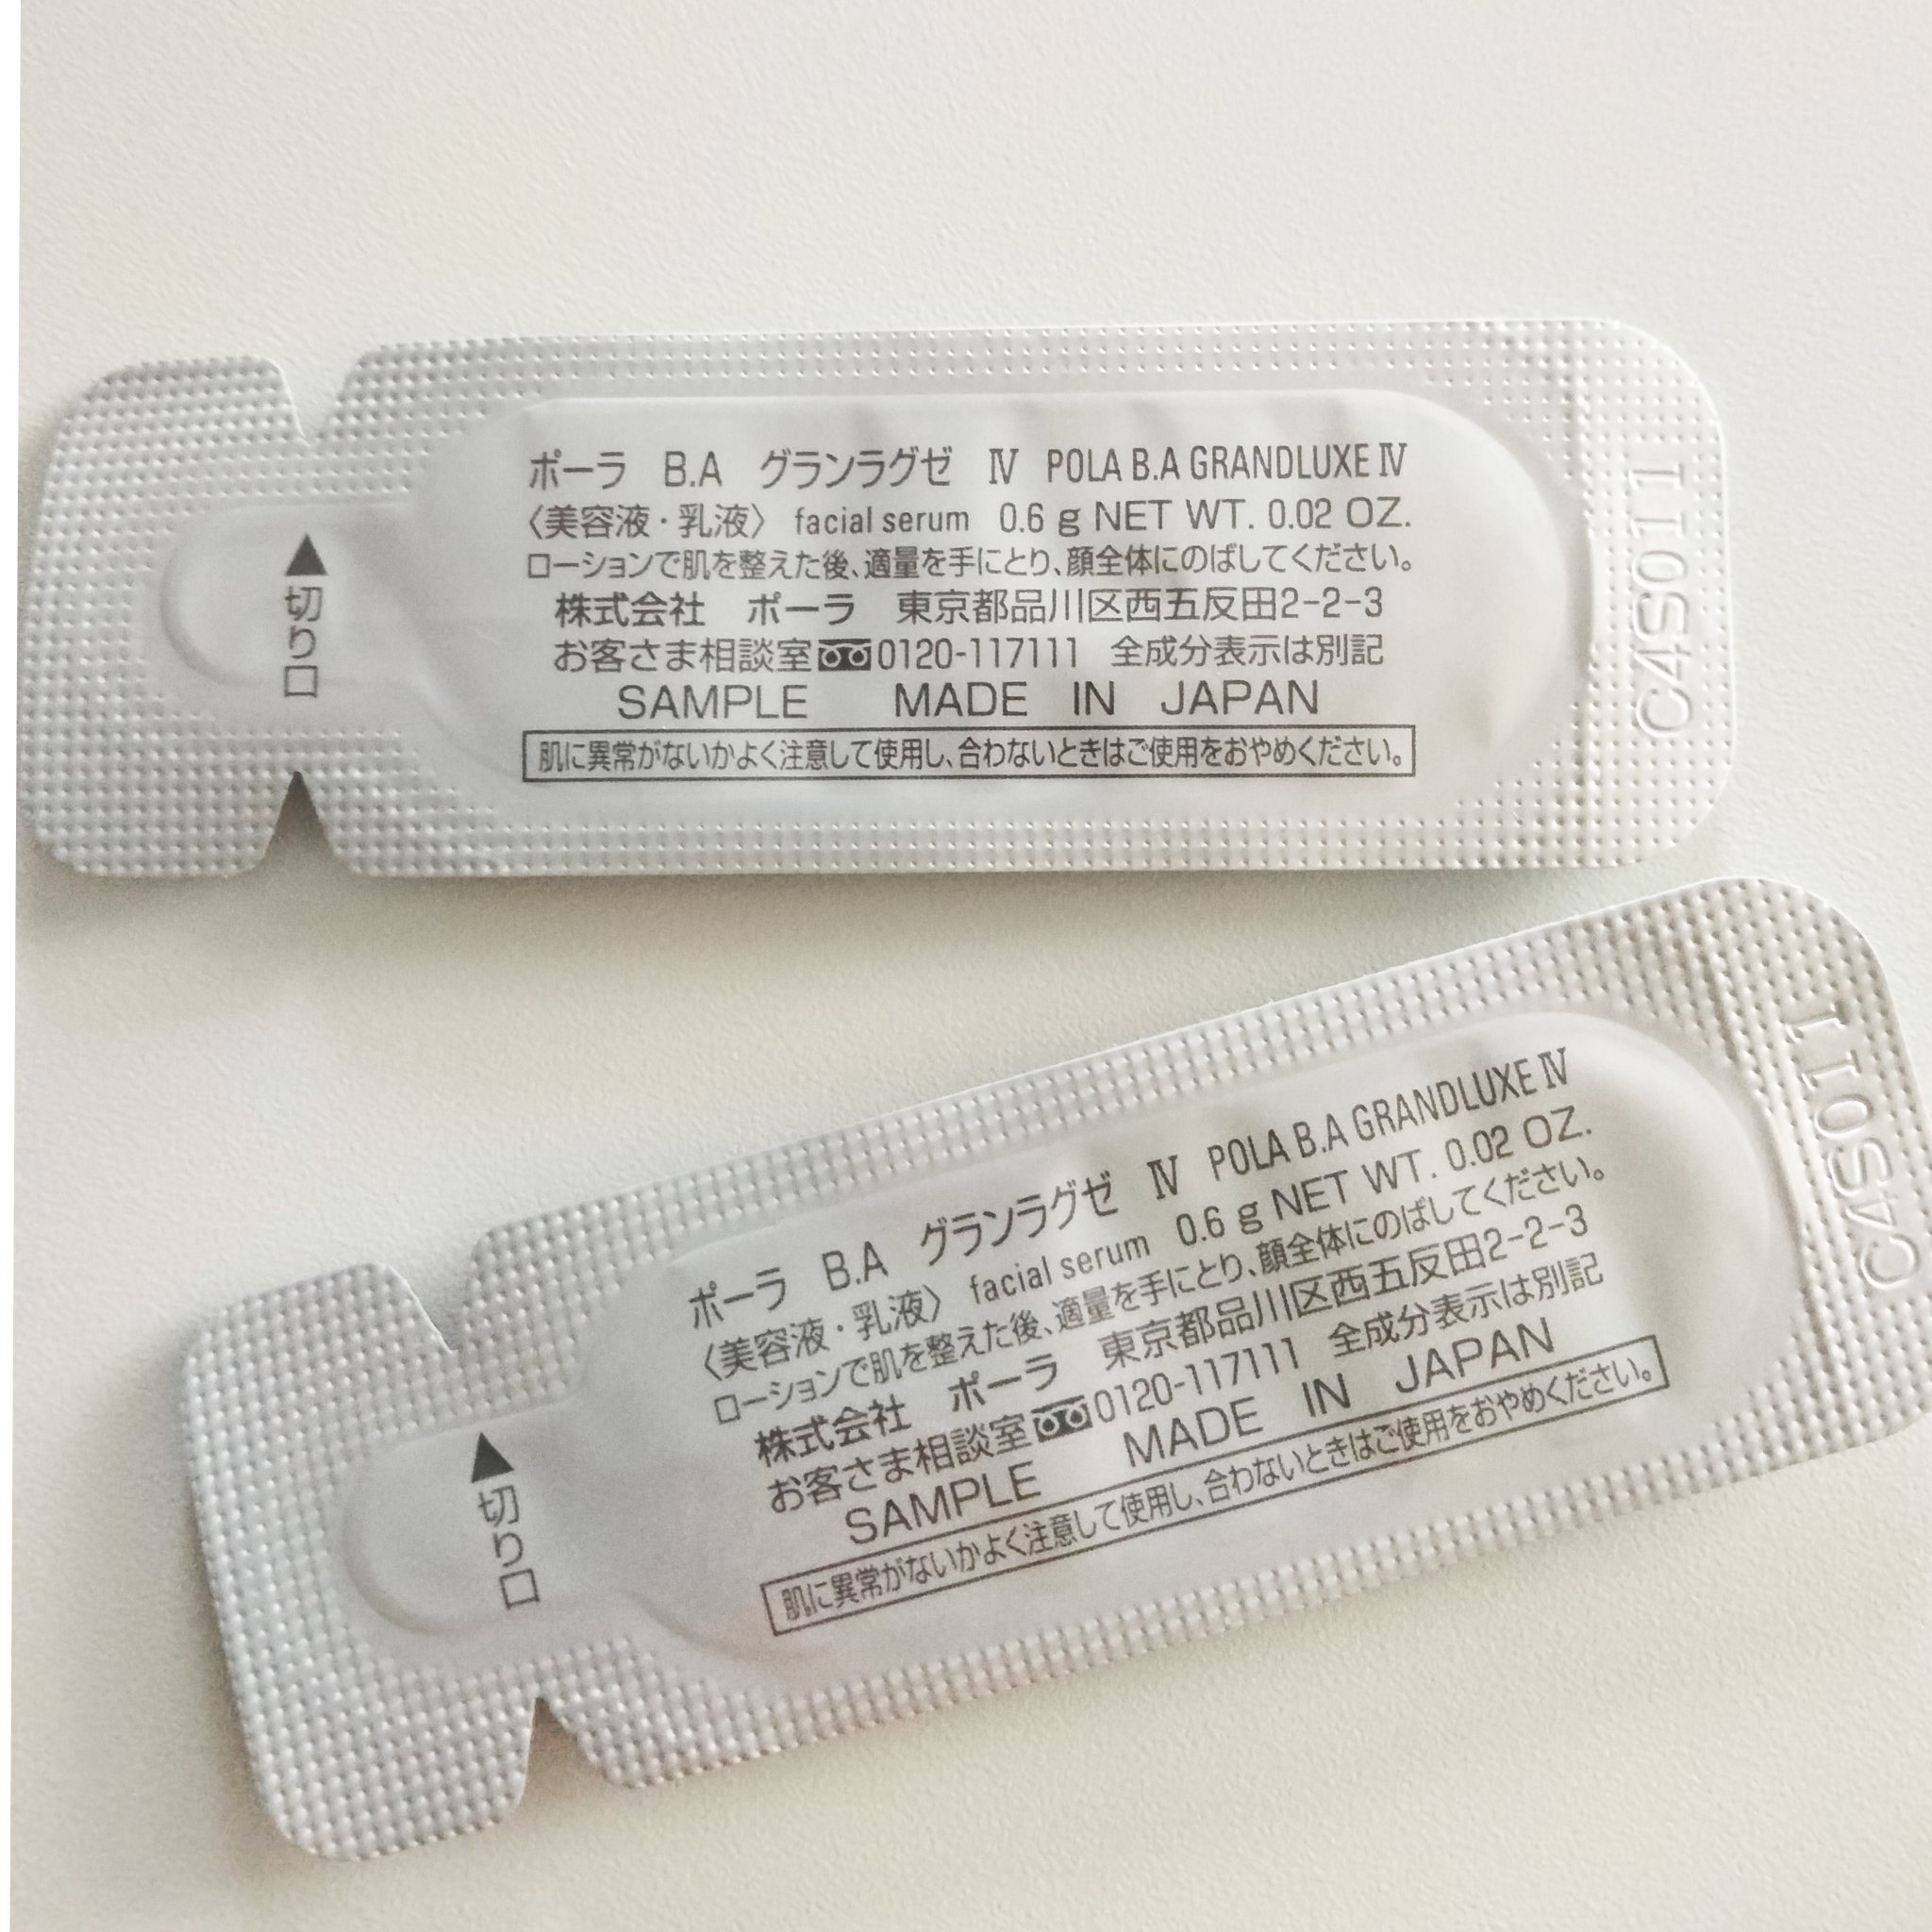 ポーラ B.A グランラグゼ Ⅳ POLA B.A GRANDLUXE Ⅳ
〈美容液・乳液〉 facial serum 0.6 g NET WT. 0.02 OZ.
ローションで肌を整えた後、適量を手にとり、顔全体にのばしてください。
株式会社 ポーラ 東京都品川区西五反田2-2-3
お客さま相談室 0120-117111 全成分表示は別記
SAMPLE MADE IN JAPAN
肌に異常がないかよく注意して使用し、合わないときはご使用をおやめください。
▲切り口
C4S011
ポーラ B.A グランラグゼ Ⅳ POLA B.A GRANDLUXE Ⅳ
〈美容液・乳液〉 facial serum 0.6 g NET WT. 0.02 OZ.
ローションで肌を整えた後、適量を手にとり、顔全体にのばしてください。
株式会社 ポーラ 東京都品川区西五反田2-2-3
お客さま相談室 0120-117111 全成分表示は別記
SAMPLE MADE IN JAPAN
肌に異常がないかよく注意して使用し、合わないときはご使用をおやめください。
▲切り口
C4S011